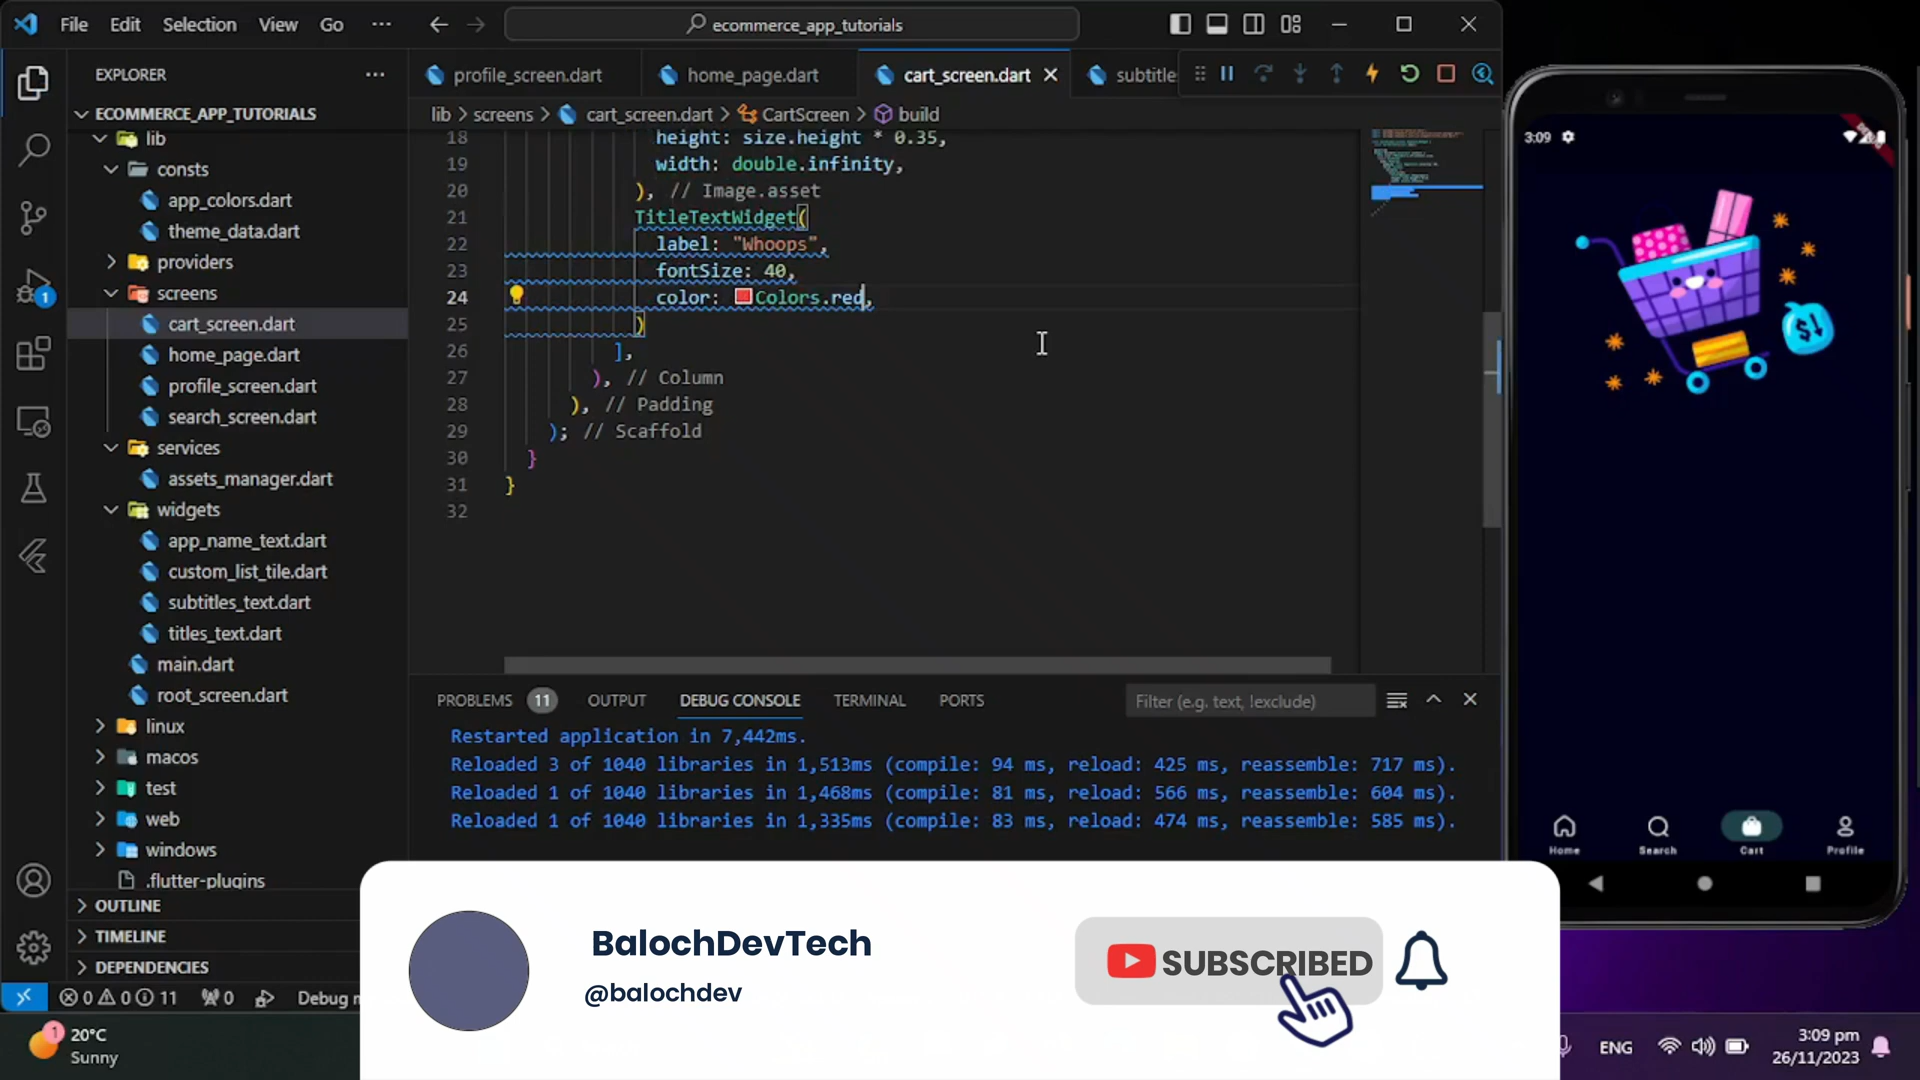 File Edit Selection View Go ··· ecommerce_app_tutorials
EXPLORER ···
ECOMMERCE_APP_TUTORIALS
lib
consts
app_colors.dart
theme_data.dart
providers
screens
cart_screen.dart
home_page.dart
profile_screen.dart
search_screen.dart
services
assets_manager.dart
widgets
app_name_text.dart
custom_list_tile.dart
subtitles_text.dart
titles_text.dart
main.dart
root_screen.dart
linux
macos
test
web
windows
.flutter-plugins
OUTLINE
TIMELINE
DEPENDENCIES
1
profile_screen.dart home_page.dart cart_screen.dart subtitle
lib > screens > cart_screen.dart > CartScreen > build
18 height: size.height * 0.35,
19 width: double.infinity,
20 ), // Image.asset
21 TitleTextWidget(
22 label: "Whoops",
23 fontSize: 40,
24 color: Colors.red,
25 )
26 ],
27 ), // Column
28 ), // Padding
29 ); // Scaffold
30 }
31 }
32
PROBLEMS 11 OUTPUT DEBUG CONSOLE TERMINAL PORTS Filter (e.g. text, !exclude)
Restarted application in 7,442ms.
Reloaded 3 of 1040 libraries in 1,513ms (compile: 94 ms, reload: 425 ms, reassemble: 717 ms).
Reloaded 1 of 1040 libraries in 1,468ms (compile: 81 ms, reload: 566 ms, reassemble: 604 ms).
Reloaded 1 of 1040 libraries in 1,335ms (compile: 83 ms, reload: 474 ms, reassemble: 585 ms).
3:09
$
Home Search Cart Profile
BalochDevTech
@balochdev
SUBSCRIBED
0 0 11 0 Debug
1
20°C
Sunny
ENG
3:09 pm
26/11/2023